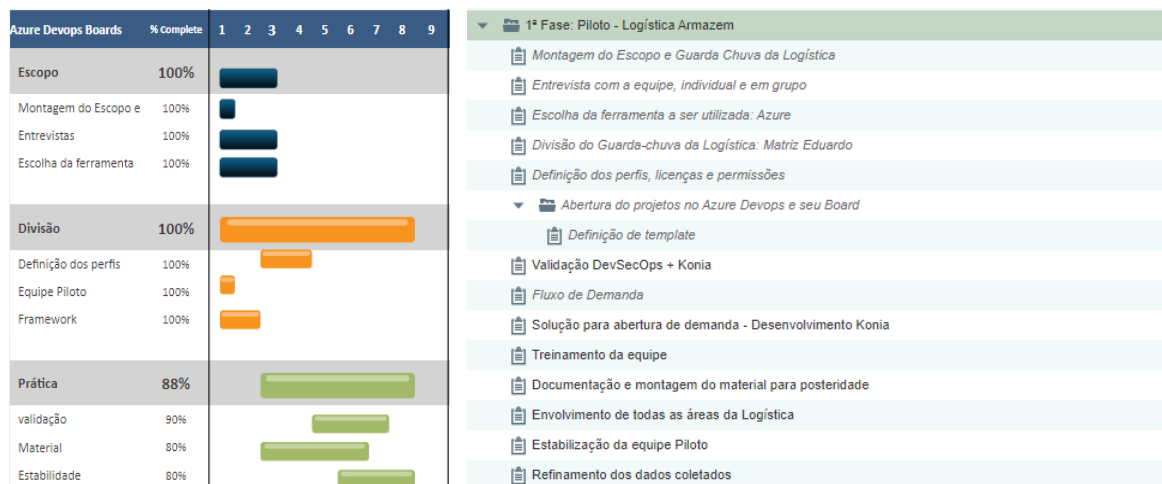 Azure Devops Boards % Complete 1 2 3 4 5 6 7 8 9
Escopo 100%
Montagem do Escopo e 100%
Entrevistas 100%
Escolha da ferramenta 100%
Divisão 100%
Definição dos perfis 100%
Equipe Piloto 100%
Framework 100%
Prática 88%
validação 90%
Material 80%
Estabilidade 80%
1ª Fase: Piloto - Logística Armazem
Montagem do Escopo e Guarda Chuva da Logística
Entrevista com a equipe, individual e em grupo
Escolha da ferramenta a ser utilizada: Azure
Divisão do Guarda-chuva da Logística: Matriz Eduardo
Definição dos perfis, licenças e permissões
Abertura do projetos no Azure Devops e seu Board
Definição de template
Validação DevSecOps + Konia
Fluxo de Demanda
Solução para abertura de demanda - Desenvolvimento Konia
Treinamento da equipe
Documentação e montagem do material para posteridade
Envolvimento de todas as áreas da Logística
Estabilização da equipe Piloto
Refinamento dos dados coletados